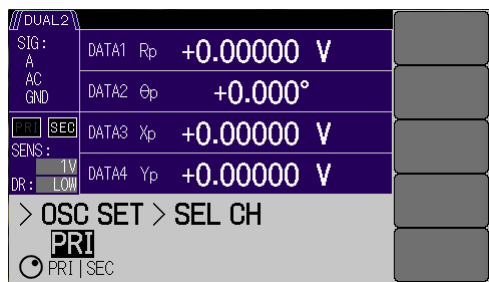 DUAL2
SIG:
A
AC
GND
DATA1 Rp +0.00000 V
DATA2 θp +0.000°
PRI SEC
DATA3 Xp +0.00000 V
SENS:
1V
DATA4 Yp +0.00000 V
DR: LOW
> OSC SET > SEL CH
PRI
PRI | SEC